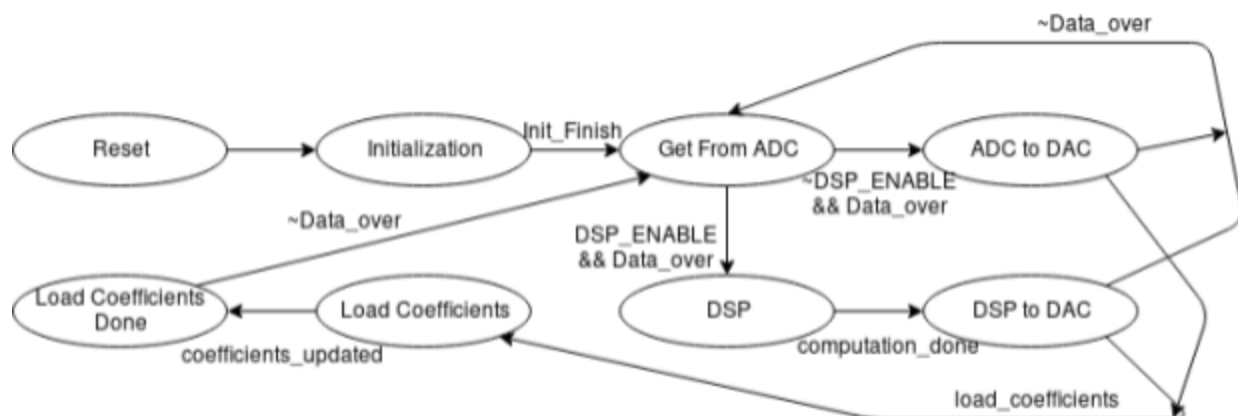 ~Data_over
Reset
Initialization
Init_Finish
Get From ADC
ADC to DAC
~DSP_ENABLE
&& Data_over
~Data_over
DSP_ENABLE
&& Data_over
Load Coefficients
Done
Load Coefficients
DSP
DSP to DAC
coefficients_updated
computation_done
load_coefficients